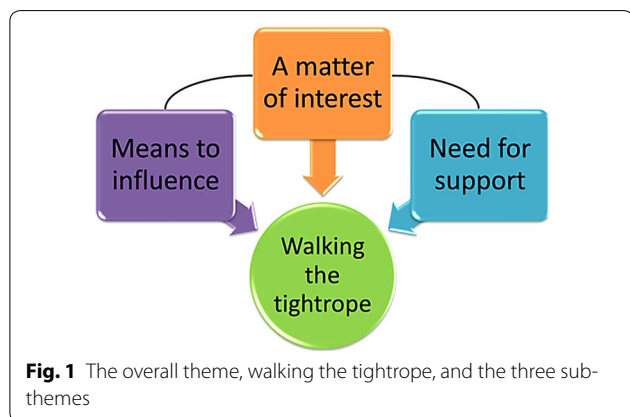 A matter
of interest
Means to
influence
Need for
support
Walking
the
tightrope
Fig. 1 The overall theme, walking the tightrope, and the three sub-
themes